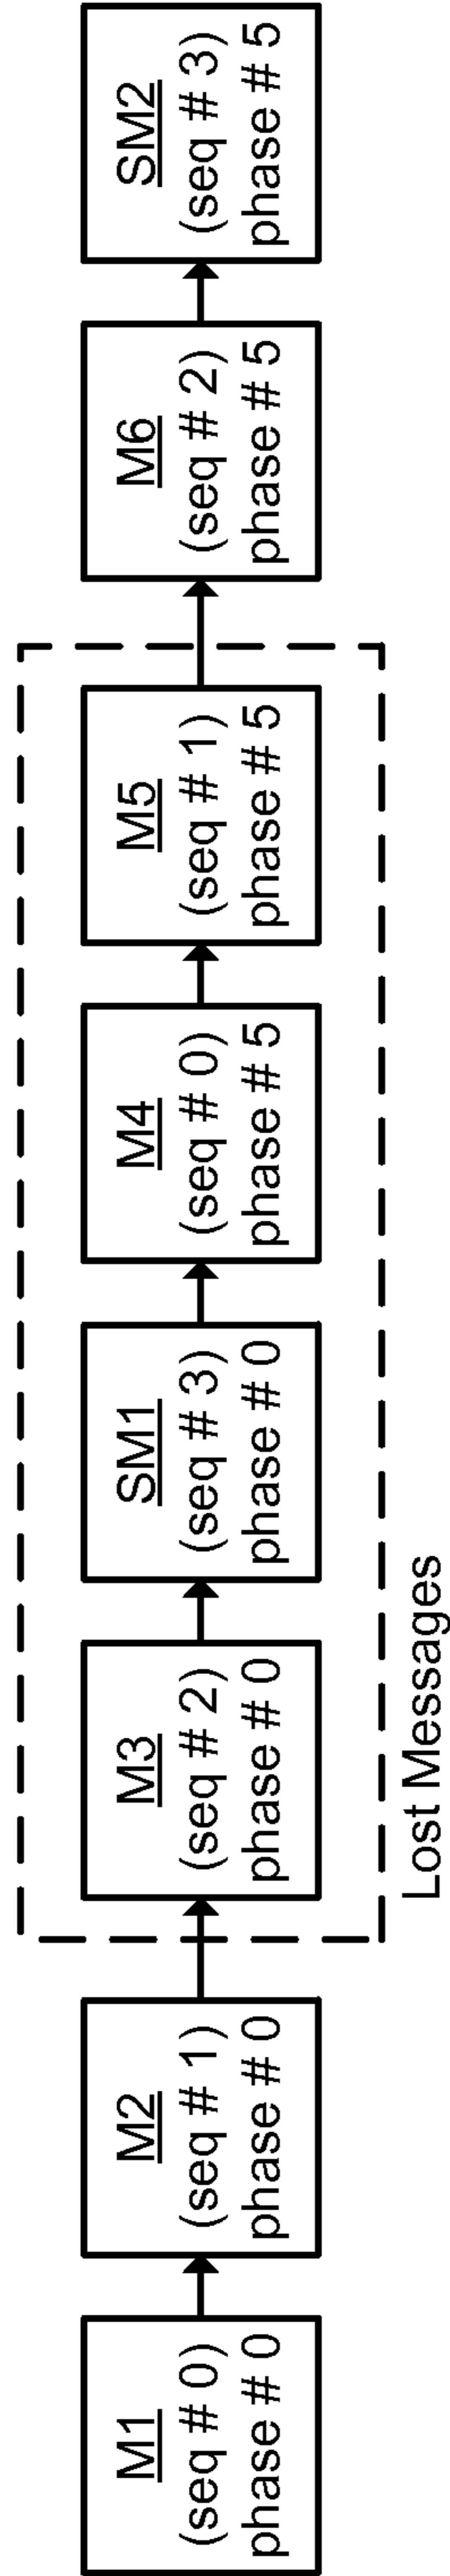 M1
(seq # 0)
phase # 0
M2
(seq # 1)
phase # 0
M3
(seq # 2)
phase # 0
SM1
(seq # 3)
phase # 0
M4
(seq # 0)
phase # 5
M5
(seq # 1)
phase # 5
M6
(seq # 2)
phase # 5
SM2
(seq # 3)
phase # 5
Lost Messages